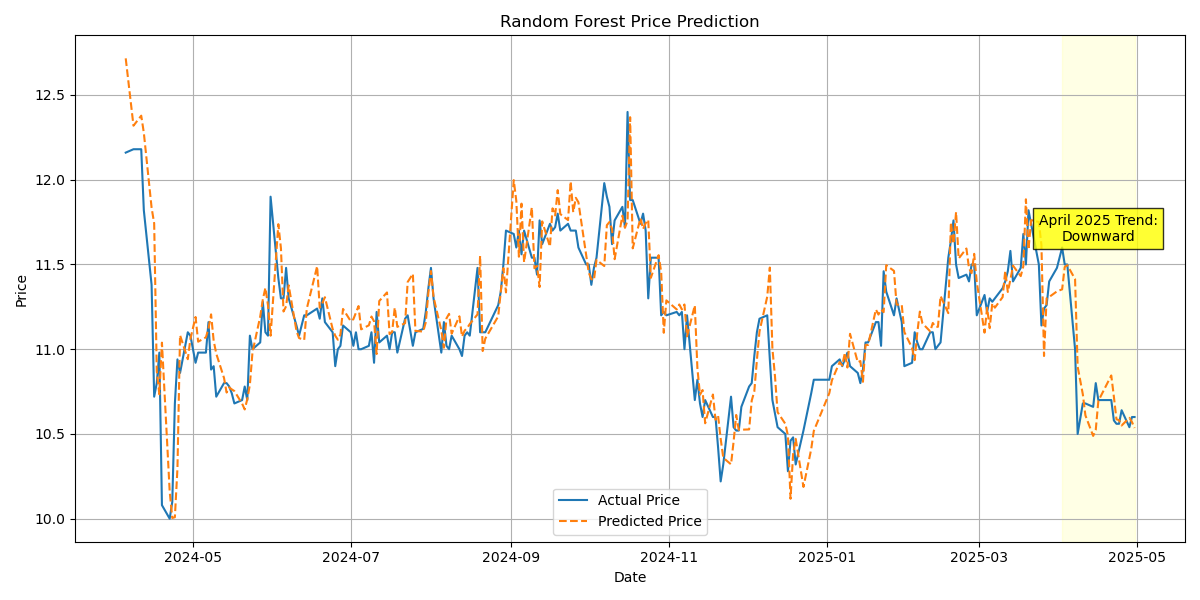 Random Forest Price Prediction
Price
12.5
12.0
11.5
11.0
10.5
10.0
April 2025 Trend:
Downward
Actual Price
Predicted Price
2024-05
2024-07
2024-09
2024-11
2025-01
2025-03
2025-05
Date